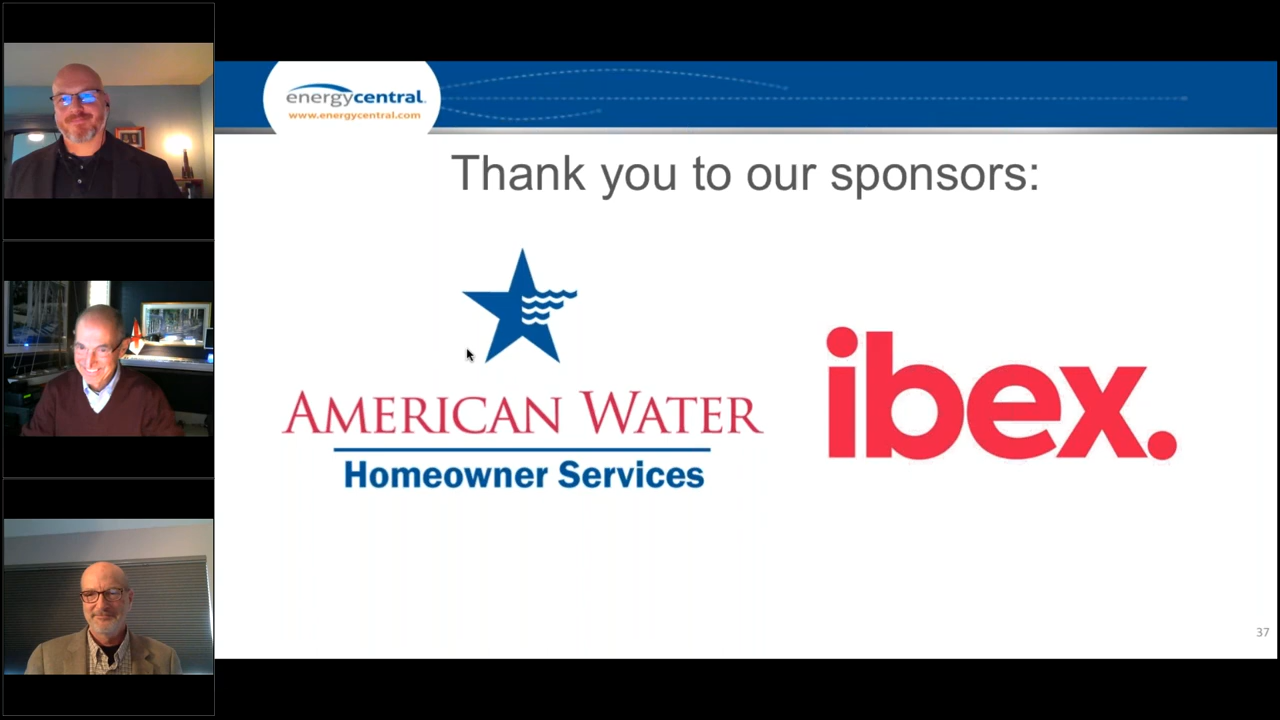 energycentral.
www.energycentral.com
Thank you to our sponsors:
AMERICAN WATER
Homeowner Services
ibex.
37